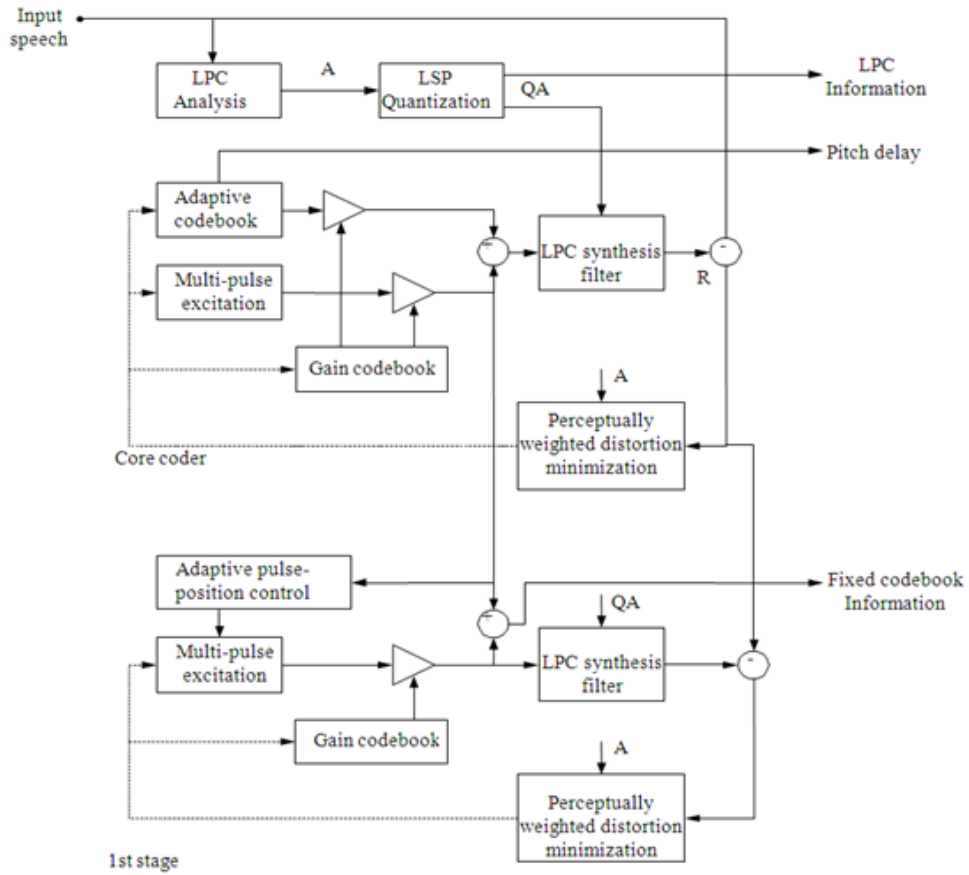 Input
speech
LPC
Analysis
A
LSP
Quantization
QA
LPC
Information
Pitch delay
Adaptive
codebook
+
LPC synthesis
filter
R
-
Multi-pulse
excitation
Gain codebook
A
Perceptually
weighted distortion
minimization
Core coder
Adaptive pulse-
position control
+
Fixed codebook
Information
QA
Multi-pulse
excitation
LPC synthesis
filter
-
Gain codebook
A
Perceptually
weighted distortion
minimization
1st stage